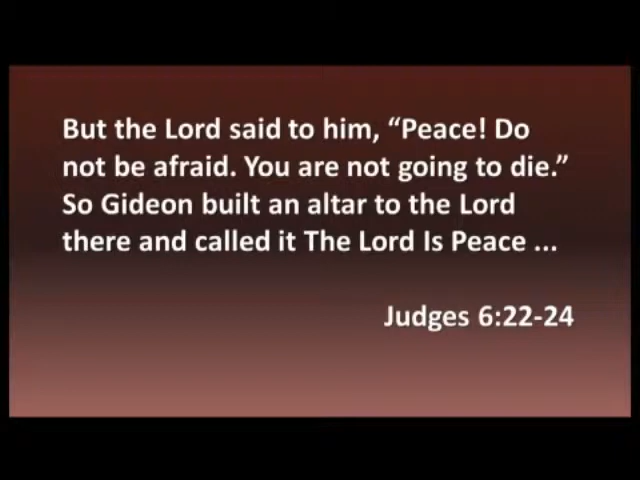 But the Lord said to him, “Peace! Do
not be afraid. You are not going to die.”
So Gideon built an altar to the Lord
there and called it The Lord Is Peace ...
Judges 6:22-24